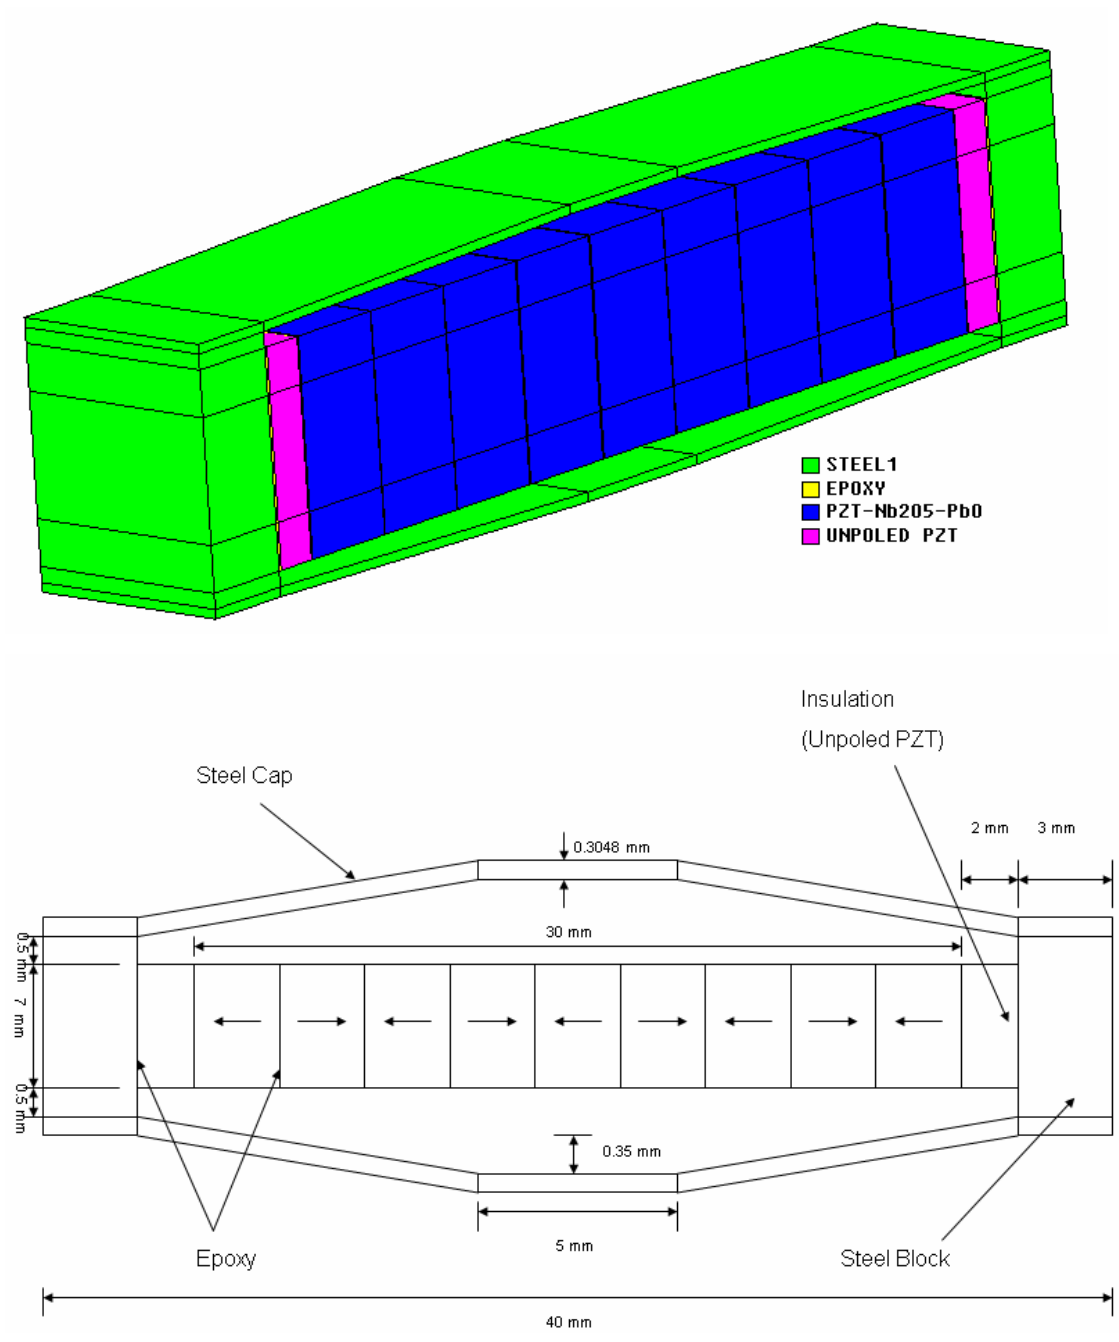 STEEL1
EPOXY
PZT-Nb205-PbO
UNPOLED PZT
Insulation
(Unpoled PZT)
Steel Cap
2 mm
3 mm
0.3048 mm
30 mm
0.5 mm
7 mm
0.5 mm
0.35 mm
5 mm
Epoxy
Steel Block
40 mm